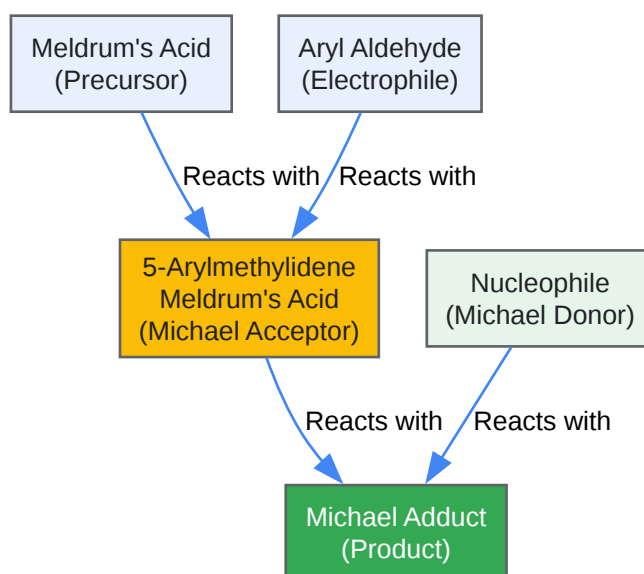 Meldrum's Acid
(Precursor)
Aryl Aldehyde
(Electrophile)
Reacts with
Reacts with
5-Arylmethylidene
Meldrum's Acid
(Michael Acceptor)
Nucleophile
(Michael Donor)
Reacts with
Reacts with
Michael Adduct
(Product)